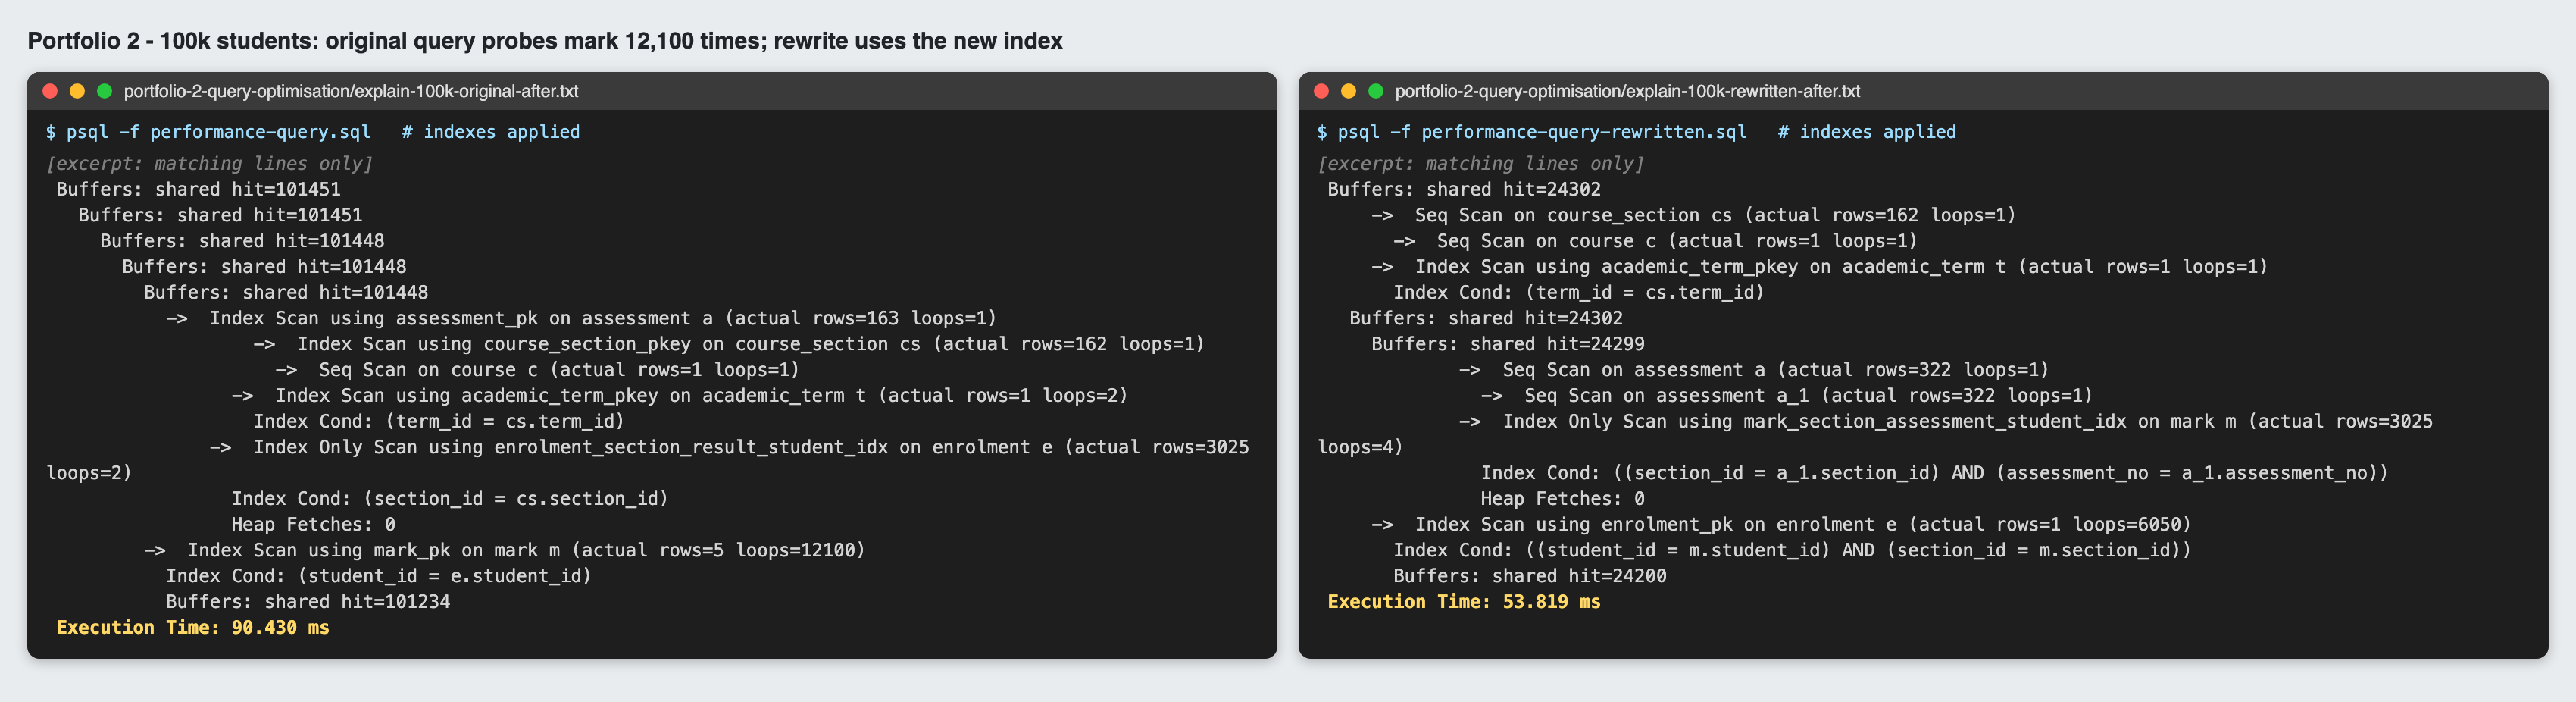 Portfolio 2 - 100k students: original query probes mark 12,100 times; rewrite uses the new index
portfolio-2-query-optimisation/explain-100k-original-after.txt
$ psql -f performance-query.sql   # indexes applied
[excerpt: matching lines only]
Buffers: shared hit=101451
Buffers: shared hit=101451
Buffers: shared hit=101448
Buffers: shared hit=101448
Buffers: shared hit=101448
->  Index Scan using assessment_pk on assessment a (actual rows=163 loops=1)
->  Index Scan using course_section_pkey on course_section cs (actual rows=162 loops=1)
->  Seq Scan on course c (actual rows=1 loops=1)
->  Index Scan using academic_term_pkey on academic_term t (actual rows=1 loops=2)
Index Cond: (term_id = cs.term_id)
->  Index Only Scan using enrolment_section_result_student_idx on enrolment e (actual rows=3025
loops=2)
Index Cond: (section_id = cs.section_id)
Heap Fetches: 0
->  Index Scan using mark_pk on mark m (actual rows=5 loops=12100)
Index Cond: (student_id = e.student_id)
Buffers: shared hit=101234
Execution Time: 90.430 ms
portfolio-2-query-optimisation/explain-100k-rewritten-after.txt
$ psql -f performance-query-rewritten.sql   # indexes applied
[excerpt: matching lines only]
Buffers: shared hit=24302
->  Seq Scan on course_section cs (actual rows=162 loops=1)
->  Seq Scan on course c (actual rows=1 loops=1)
->  Index Scan using academic_term_pkey on academic_term t (actual rows=1 loops=1)
Index Cond: (term_id = cs.term_id)
Buffers: shared hit=24302
Buffers: shared hit=24299
->  Seq Scan on assessment a (actual rows=322 loops=1)
->  Seq Scan on assessment a_1 (actual rows=322 loops=1)
->  Index Only Scan using mark_section_assessment_student_idx on mark m (actual rows=3025
loops=4)
Index Cond: ((section_id = a_1.section_id) AND (assessment_no = a_1.assessment_no))
Heap Fetches: 0
->  Index Scan using enrolment_pk on enrolment e (actual rows=1 loops=6050)
Index Cond: ((student_id = m.student_id) AND (section_id = m.section_id))
Buffers: shared hit=24200
Execution Time: 53.819 ms